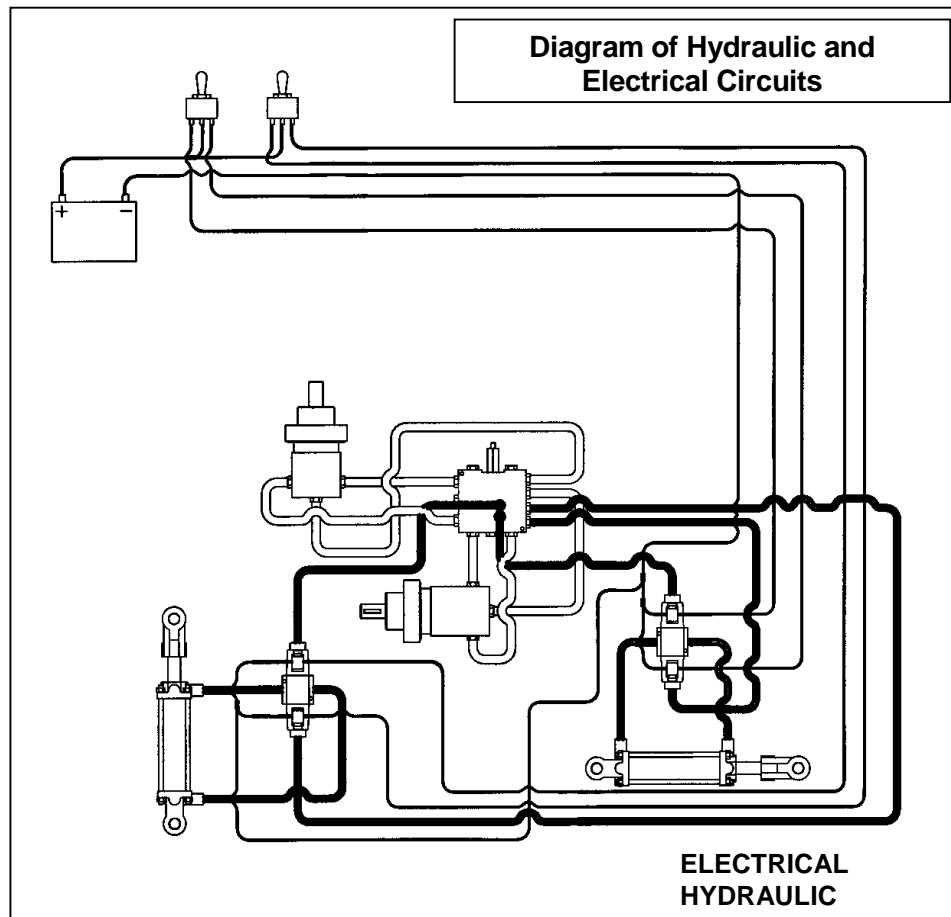 Diagram of Hydraulic and
Electrical Circuits
+ −
ELECTRICAL
HYDRAULIC